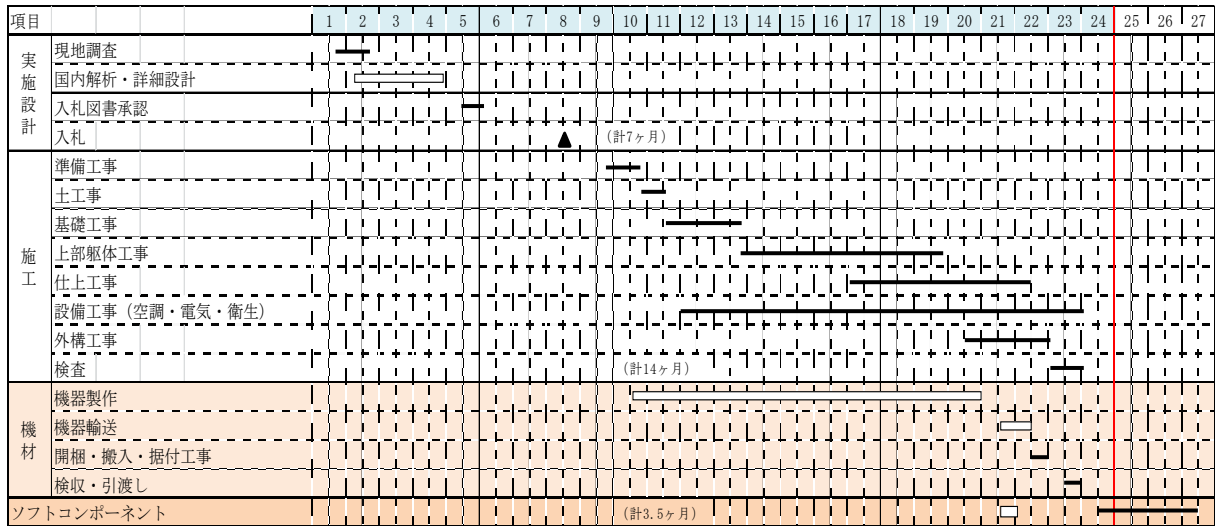 項目 1 2 3 4 5 6 7 8 9 10 11 12 13 14 15 16 17 18 19 20 21 22 23 24 25 26 27
実施設計
現地調査
国内解析・詳細設計
入札図書承認
入札 (計7ヶ月)
施工
準備工事
土工事
基礎工事
上部躯体工事
仕上工事
設備工事（空調・電気・衛生）
外構工事
検査 (計14ヶ月)
機材
機器製作
機器輸送
開梱・搬入・据付工事
検収・引渡し
ソフトコンポーネント (計3.5ヶ月)